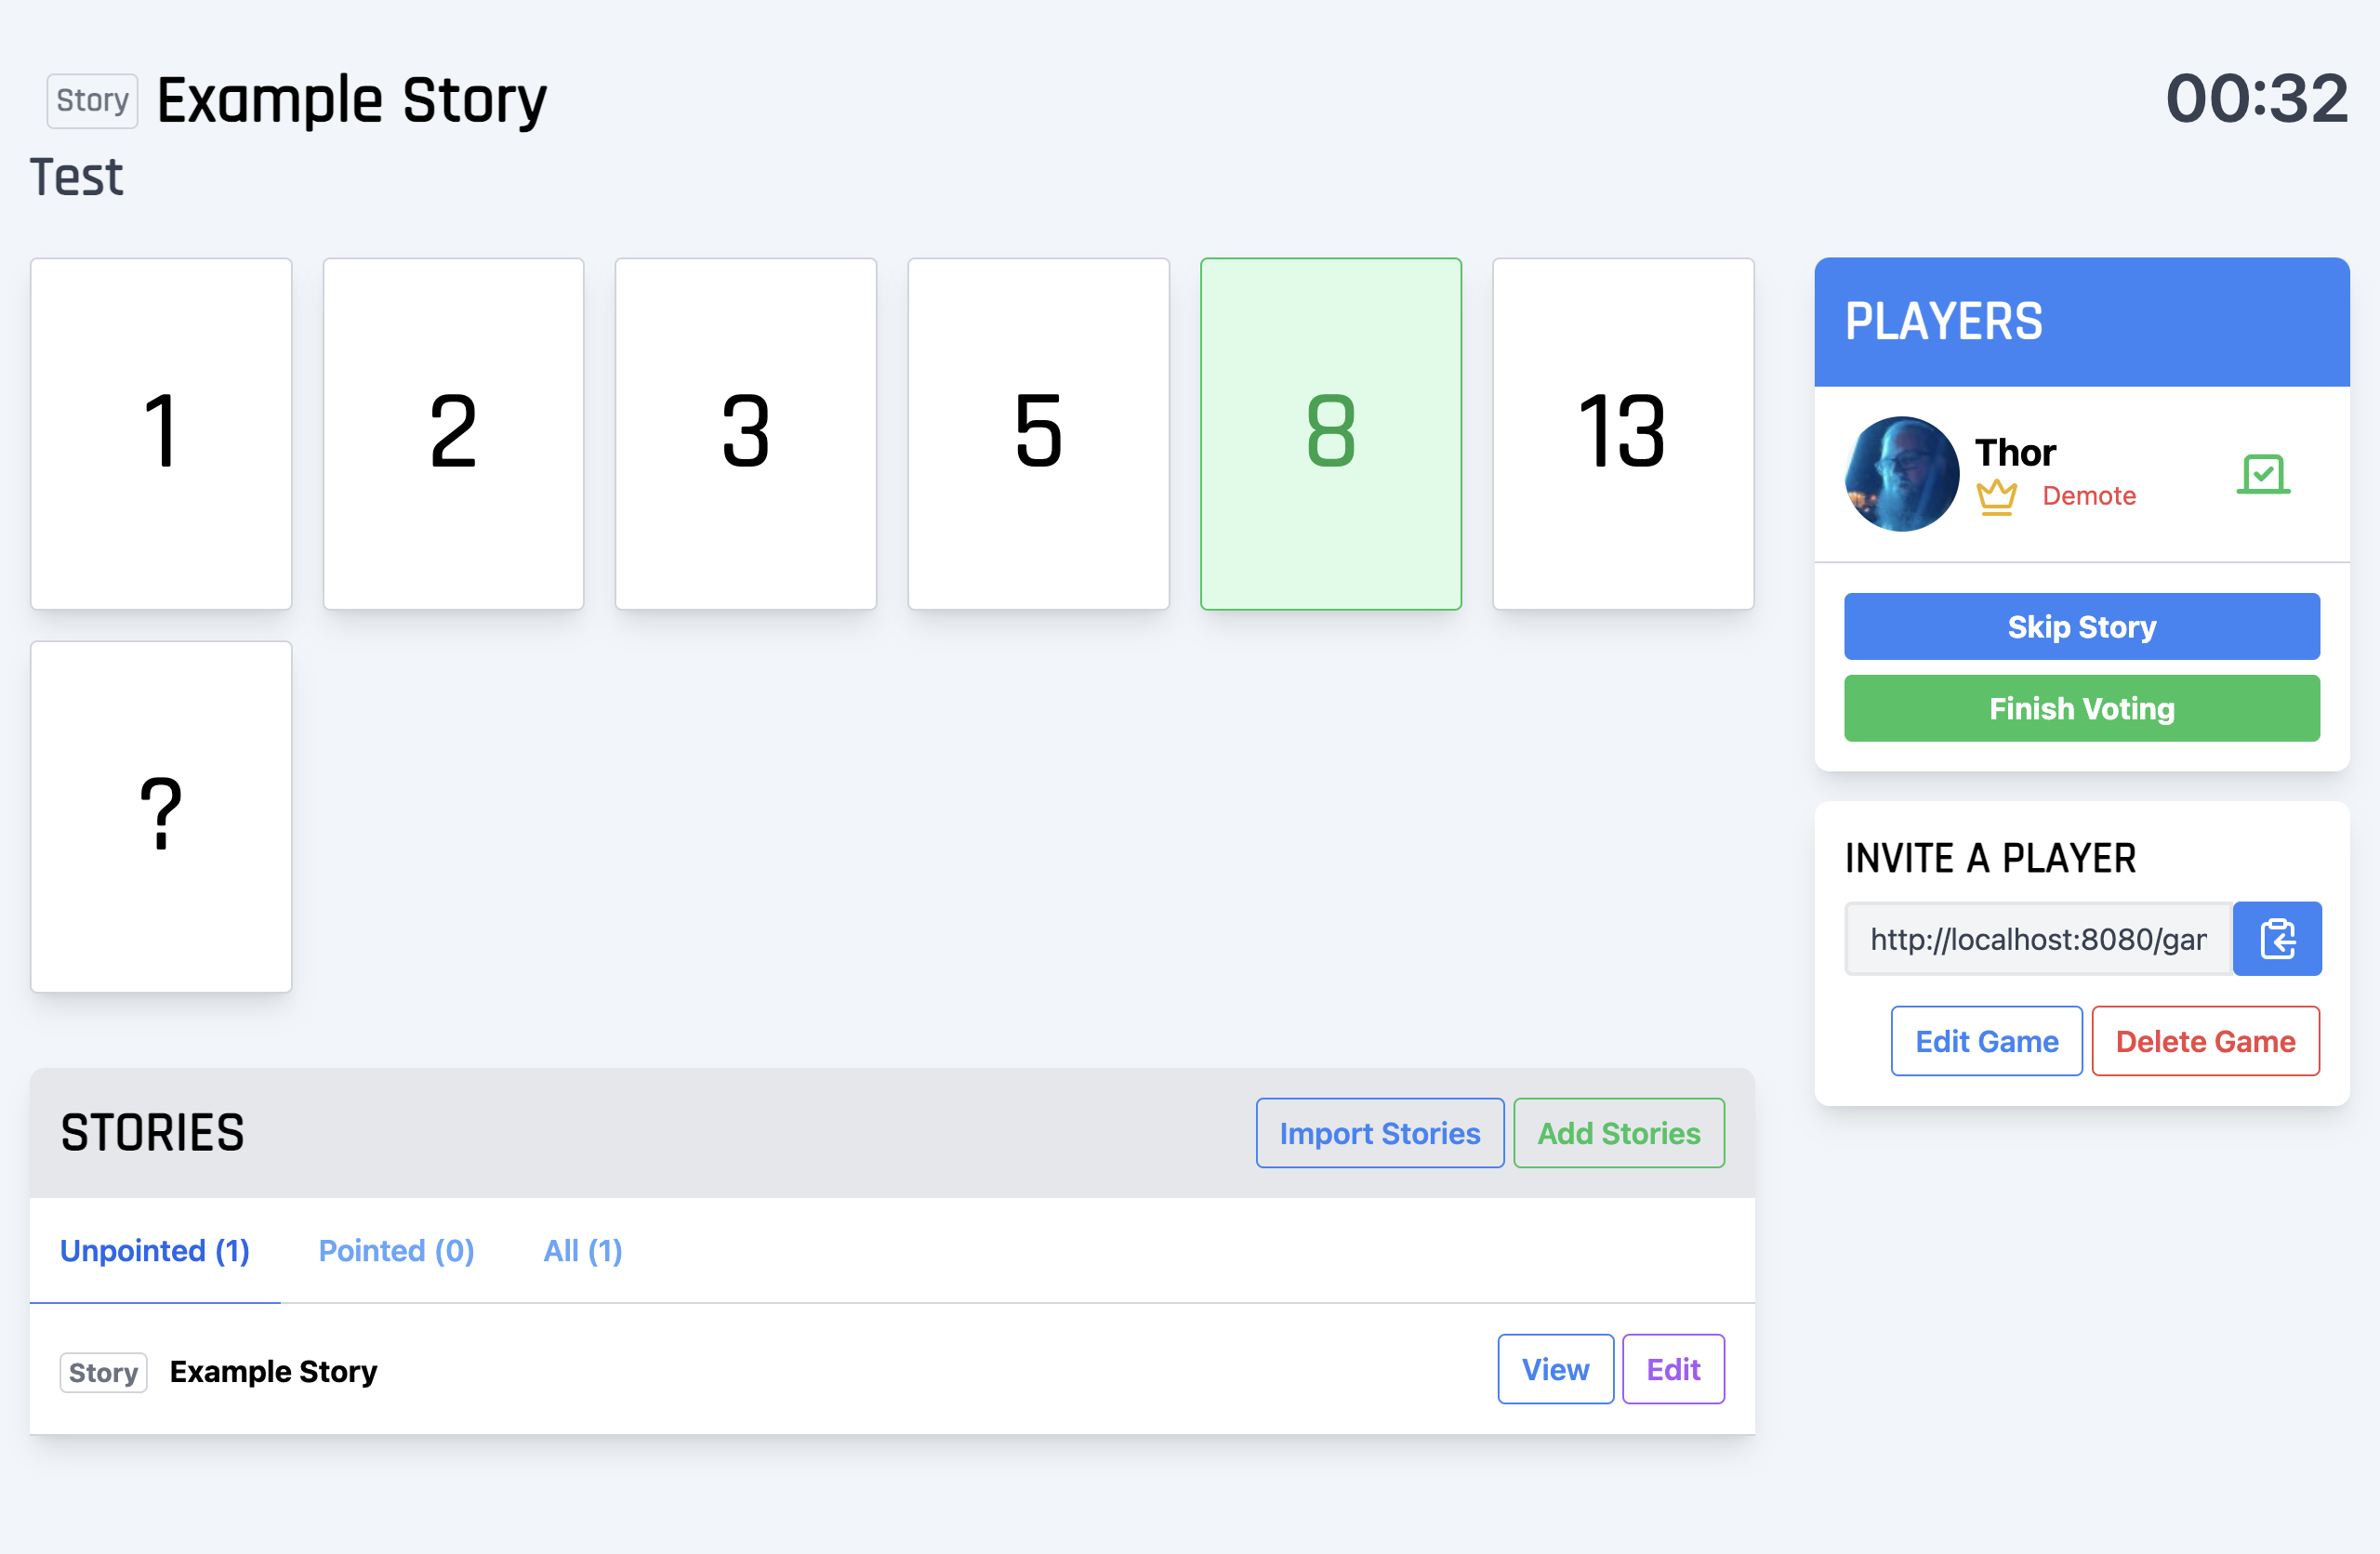 Story Example Story
00:32
Test
1
2
3
5
8
13
?
PLAYERS
Thor
Demote
Skip Story
Finish Voting
INVITE A PLAYER
http://localhost:8080/gar
Edit Game
Delete Game
STORIES
Import Stories
Add Stories
Unpointed (1)
Pointed (0)
All (1)
Story Example Story
View
Edit